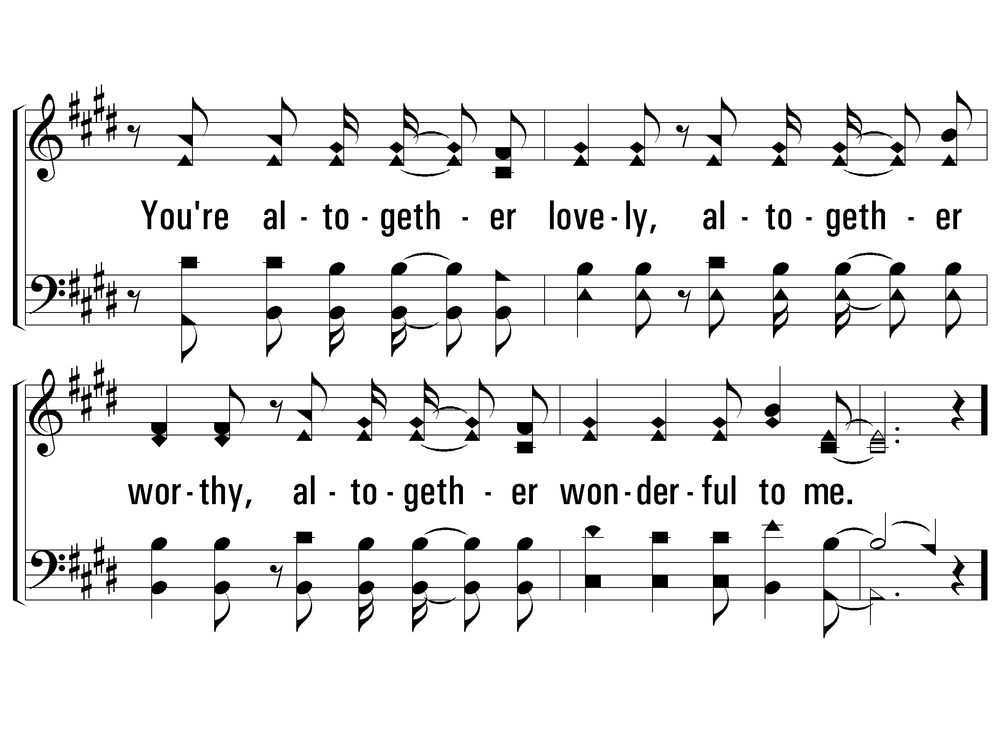 You're al - to - geth - er love - ly, al - to - geth - er
wor - thy, al - to - geth - er won - der - ful to me.